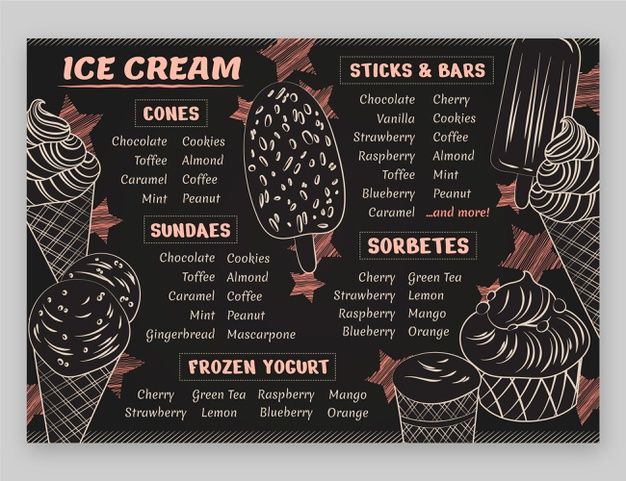 ICE CREAM
CONES
Chocolate Cookies
Toffee Almond
Caramel Coffee
Mint Peanut
SUNDAES
Chocolate Cookies
Toffee Almond
Caramel Coffee
Mint Peanut
Gingerbread Mascarpone
FROZEN YOGURT
Cherry Green Tea Raspberry Mango
Strawberry Lemon Blueberry Orange
STICKS & BARS
Chocolate Cherry
Vanilla Cookies
Strawberry Coffee
Raspberry Almond
Toffee Mint
Blueberry Peanut
Caramel ...and more!
SORBETES
Cherry Green Tea
Strawberry Lemon
Raspberry Mango
Blueberry Orange